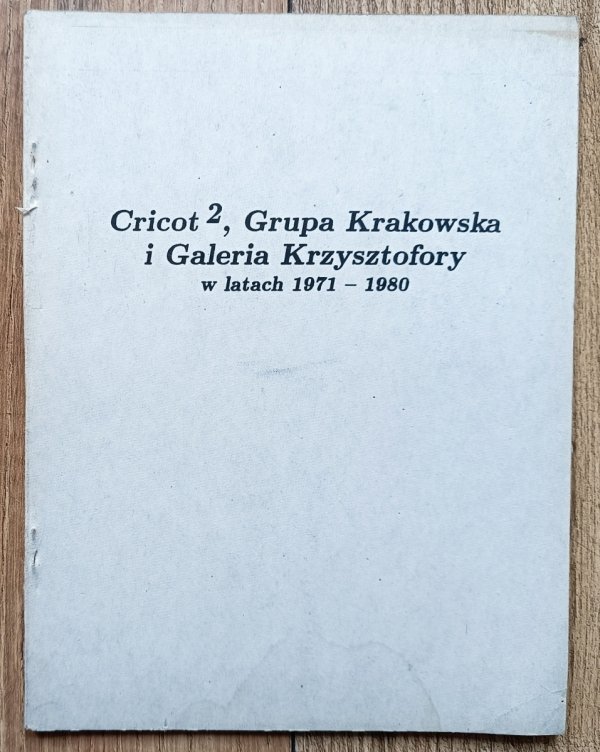 Cricot ², Grupa Krakowska
i Galeria Krzysztofory
w latach 1971 – 1980